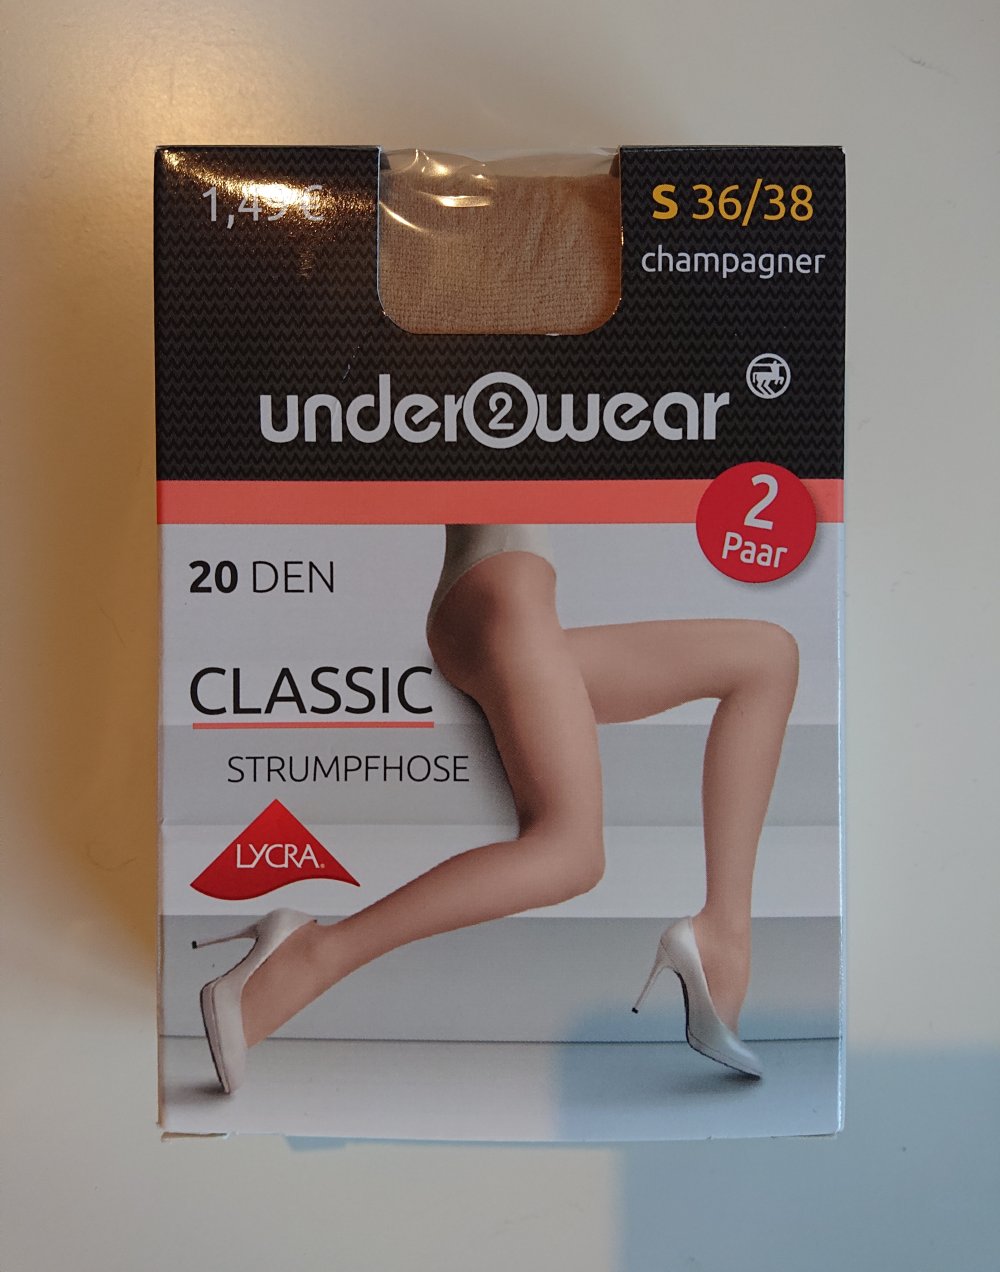 1,49 €
S 36/38
champagner
under2wear
2
Paar
20 DEN
CLASSIC
STRUMPFHOSE
LYCRA®